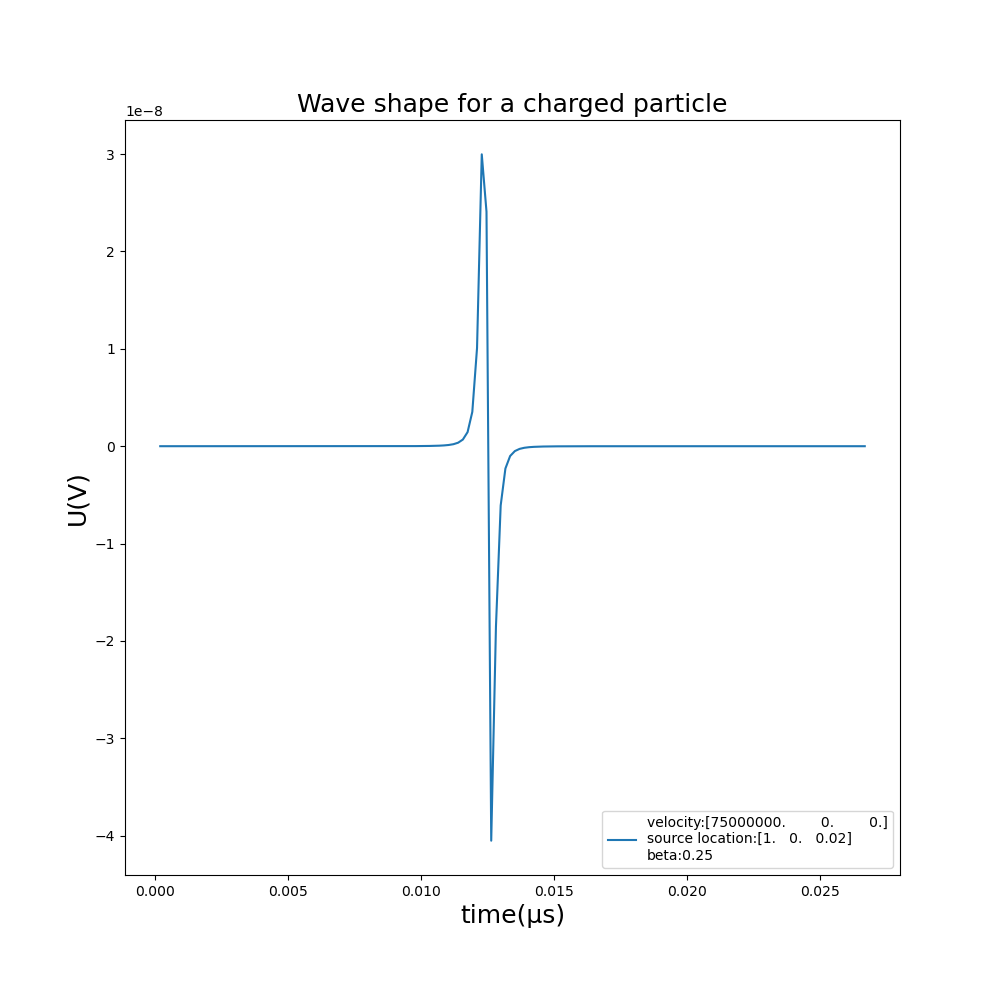 Wave shape for a charged particle
1e−8
3
2
1
0
−1
−2
−3
−4
U(V)
velocity:[75000000. 0. 0.]
source location:[1. 0. 0.02]
beta:0.25
0.000 0.005 0.010 0.015 0.020 0.025
time(μs)